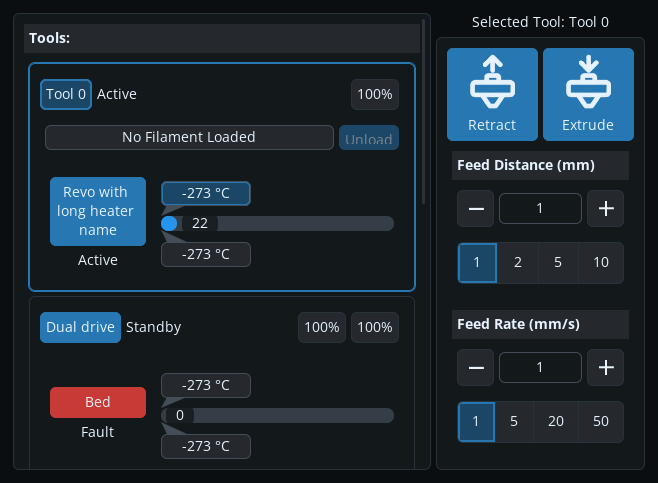 Selected Tool: Tool 0
Tools:
Tool 0 Active 100%
No Filament Loaded Unload
Revo with
long heater
name
Active
-273 °C
22
-273 °C
Dual drive Standby 100% 100%
Bed
Fault
-273 °C
0
-273 °C
Retract Extrude
Feed Distance (mm)
− 1 +
1 2 5 10
Feed Rate (mm/s)
− 1 +
1 5 20 50